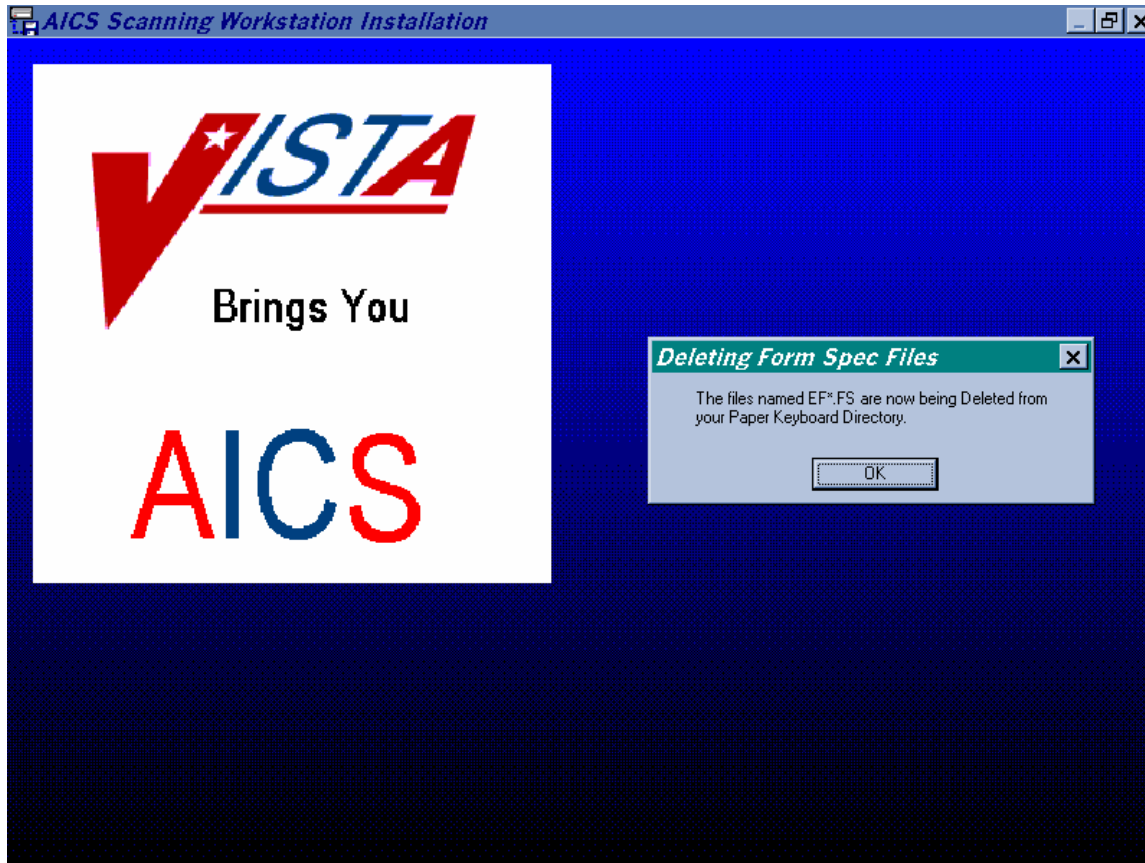 AICS Scanning Workstation Installation
VISTA
Brings You
AICS
Deleting Form Spec Files
The files named EF*.FS are now being Deleted from
your Paper Keyboard Directory.
OK